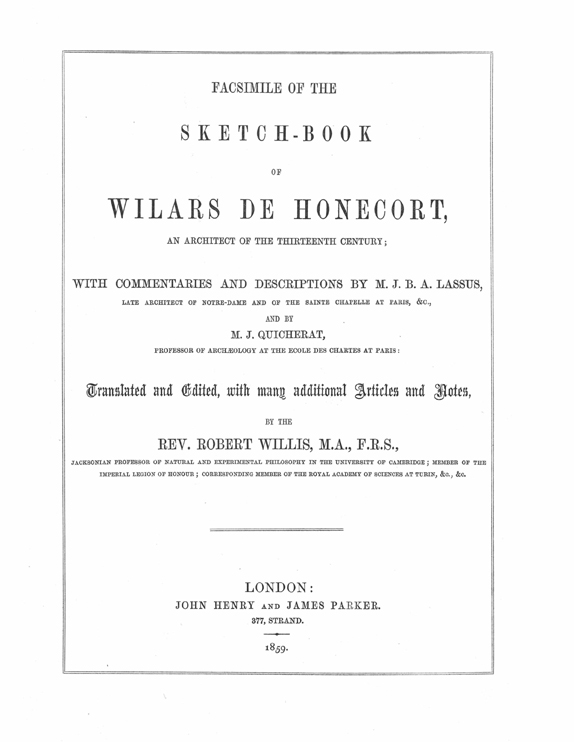 FACSIMILE OF THE
SKETCH-BOOK
OF
WILARS DE HONECORT,
AN ARCHITECT OF THE THIRTEENTH CENTURY;
WITH COMMENTARIES AND DESCRIPTIONS BY M. J. B. A. LASSUS,
LATE ARCHITECT OF NOTRE-DAME AND OF THE SAINTE CHAPELLE AT PARIS, &c.,
AND BY
M. J. QUICHERAT,
PROFESSOR OF ARCHÆOLOGY AT THE ECOLE DES CHARTES AT PARIS:
Translated and Edited, with many additional Articles and Notes,
BY THE
REV. ROBERT WILLIS, M.A., F.R.S.,
JACKSONIAN PROFESSOR OF NATURAL AND EXPERIMENTAL PHILOSOPHY IN THE UNIVERSITY OF CAMBRIDGE; MEMBER OF THE
IMPERIAL LEGION OF HONOUR; CORRESPONDING MEMBER OF THE ROYAL ACADEMY OF SCIENCES AT TURIN, &c., &c.
LONDON:
JOHN HENRY AND JAMES PARKER.
377, STRAND.
1859.